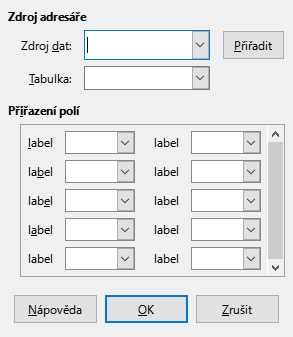 Zdroj adresáře
Zdroj dat: Přiřadit
Tabulka:
Přiřazení polí
label label
label label
label label
label label
label label
Nápověda OK Zrušit